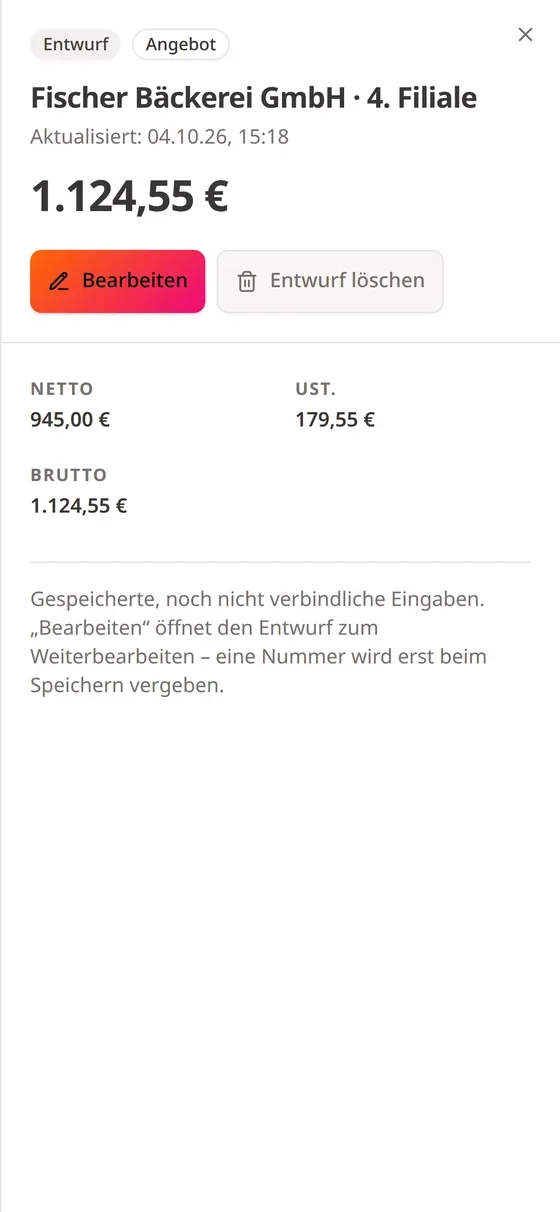 Entwurf
Angebot
Fischer Bäckerei GmbH · 4. Filiale
Aktualisiert: 04.10.26, 15:18
1.124,55 €
Bearbeiten
Entwurf löschen
NETTO
UST.
945,00 €
179,55 €
BRUTTO
1.124,55 €
Gespeicherte, noch nicht verbindliche Eingaben.
„Bearbeiten“ öffnet den Entwurf zum
Weiterbearbeiten – eine Nummer wird erst beim
Speichern vergeben.